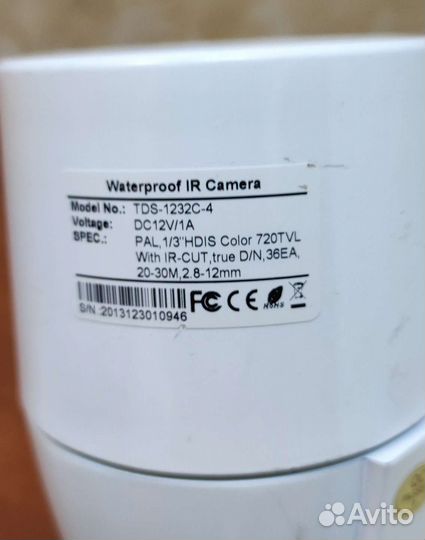 Waterproof IR Camera
Model No.: TDS-1232C-4
Voltage: DC12V/1A
SPEC.: PAL,1/3"HDIS Color 720TVL
With IR-CUT,true D/N,36EA,
20-30M,2.8-12mm
FC CE RoHS
S/N :2013123010946
Avito